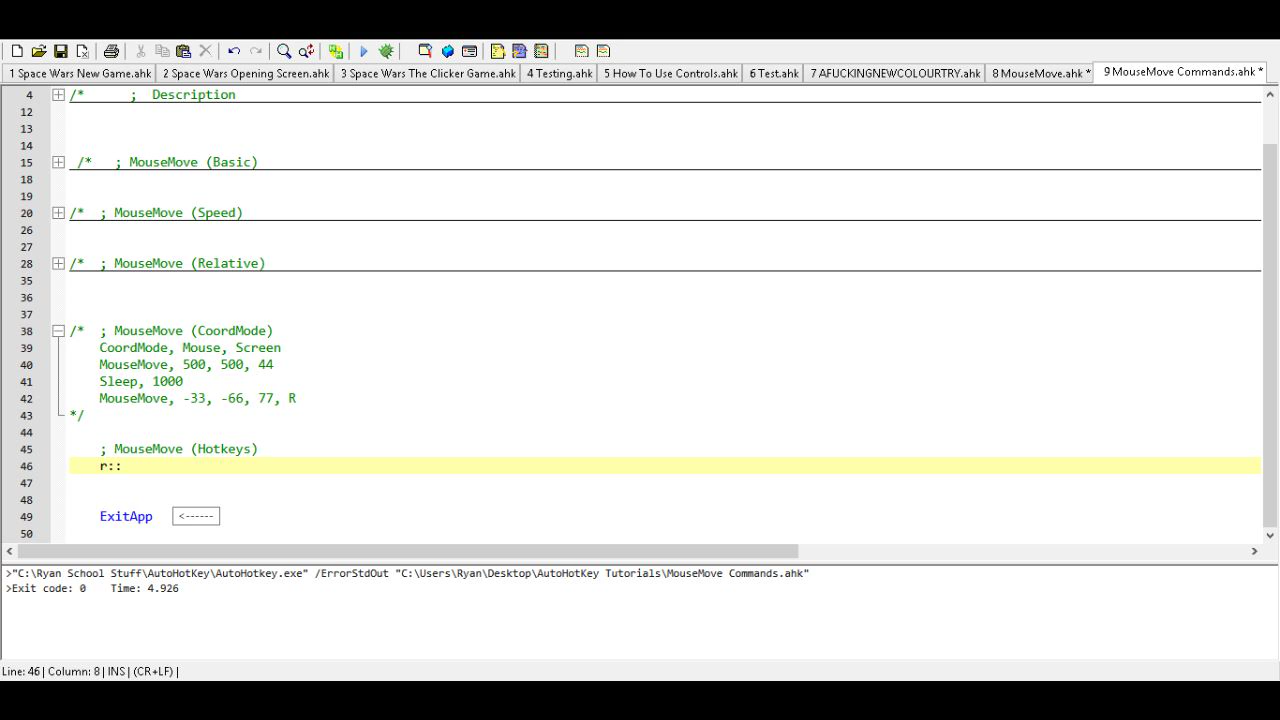 1 Space Wars New Game.ahk 2 Space Wars Opening Screen.ahk 3 Space Wars The Clicker Game.ahk 4 Testing.ahk 5 How To Use Controls.ahk 6 Test.ahk 7 AFUCKINGNEWCOLOURTRY.ahk 8 MouseMove.ahk * 9 MouseMove Commands.ahk *
4 /* ; Description
12
13
14
15 /* ; MouseMove (Basic)
18
19
20 /* ; MouseMove (Speed)
26
27
28 /* ; MouseMove (Relative)
35
36
37
38 /* ; MouseMove (CoordMode)
39 CoordMode, Mouse, Screen
40 MouseMove, 500, 500, 44
41 Sleep, 1000
42 MouseMove, -33, -66, 77, R
43 */
44
45 ; MouseMove (Hotkeys)
46 r::
47
48
49 ExitApp <------
50
>"C:\Ryan School Stuff\AutoHotKey\AutoHotkey.exe" /ErrorStdOut "C:\Users\Ryan\Desktop\AutoHotKey Tutorials\MouseMove Commands.ahk"
>Exit code: 0 Time: 4.926
Line: 46 | Column: 8 | INS | (CR+LF) |